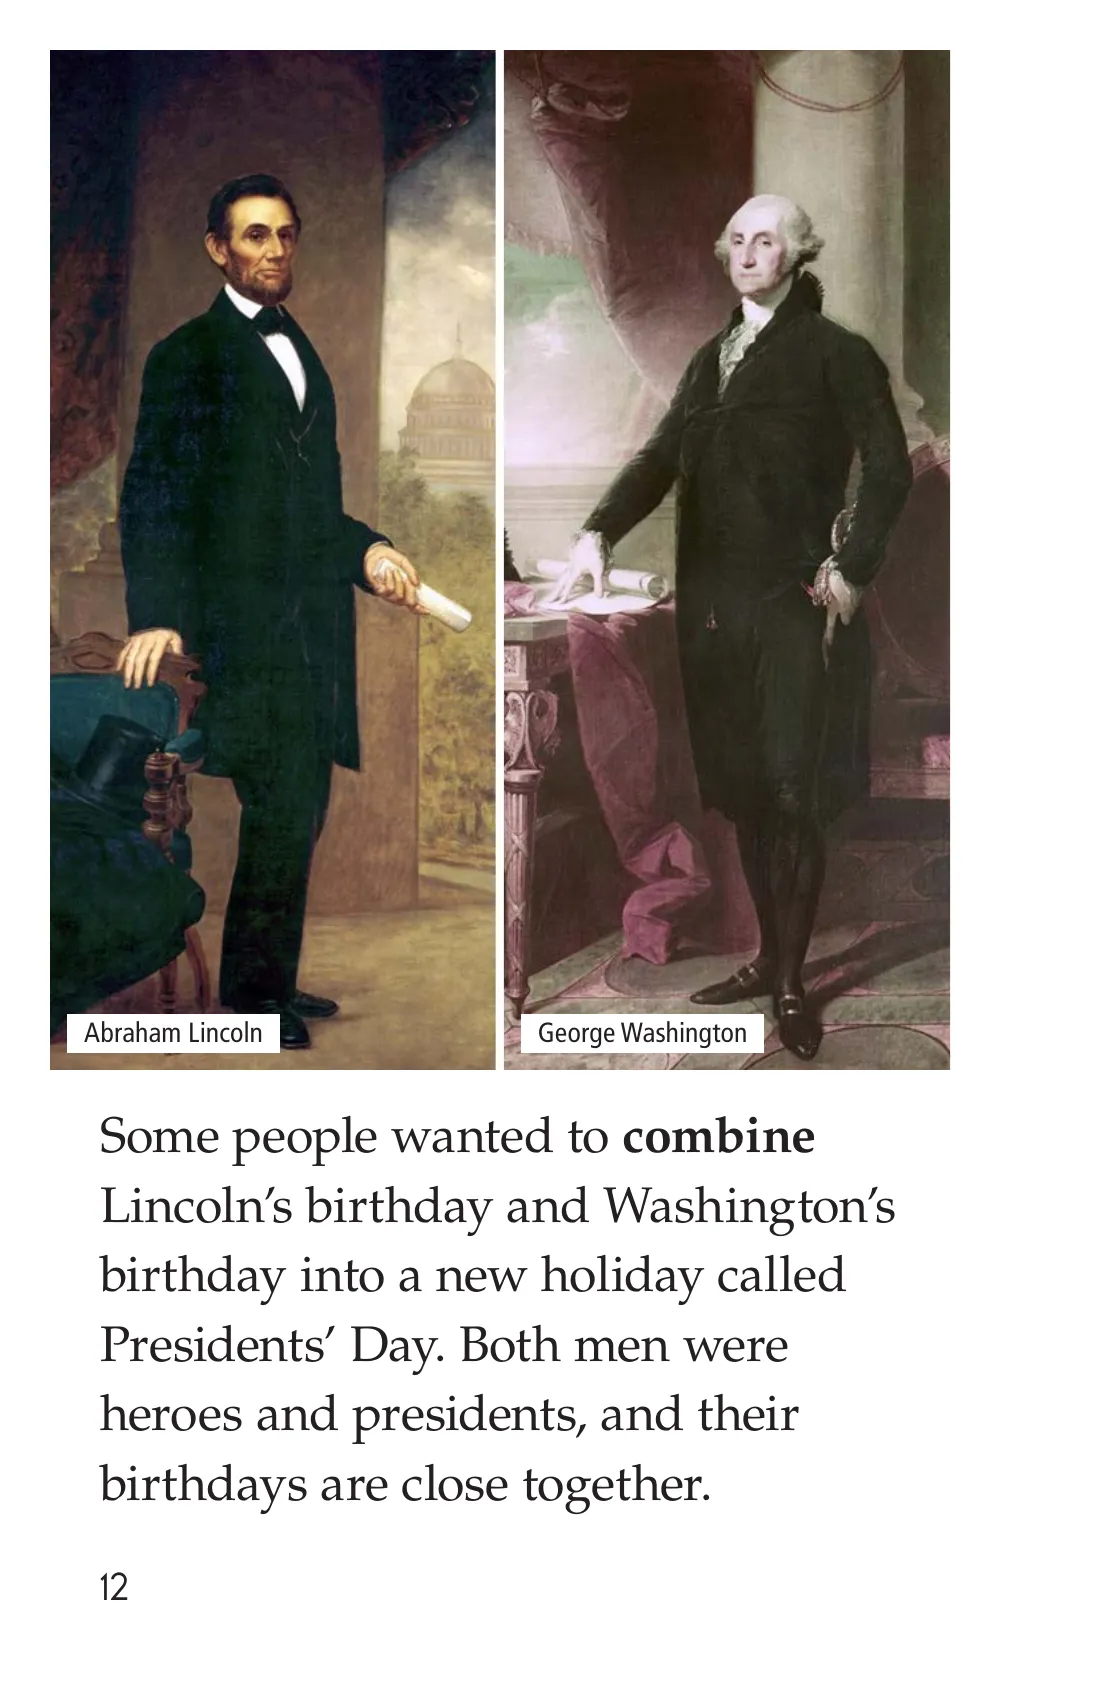 Abraham Lincoln
George Washington
Some people wanted to combine
Lincoln’s birthday and Washington’s
birthday into a new holiday called
Presidents’ Day. Both men were
heroes and presidents, and their
birthdays are close together.
12